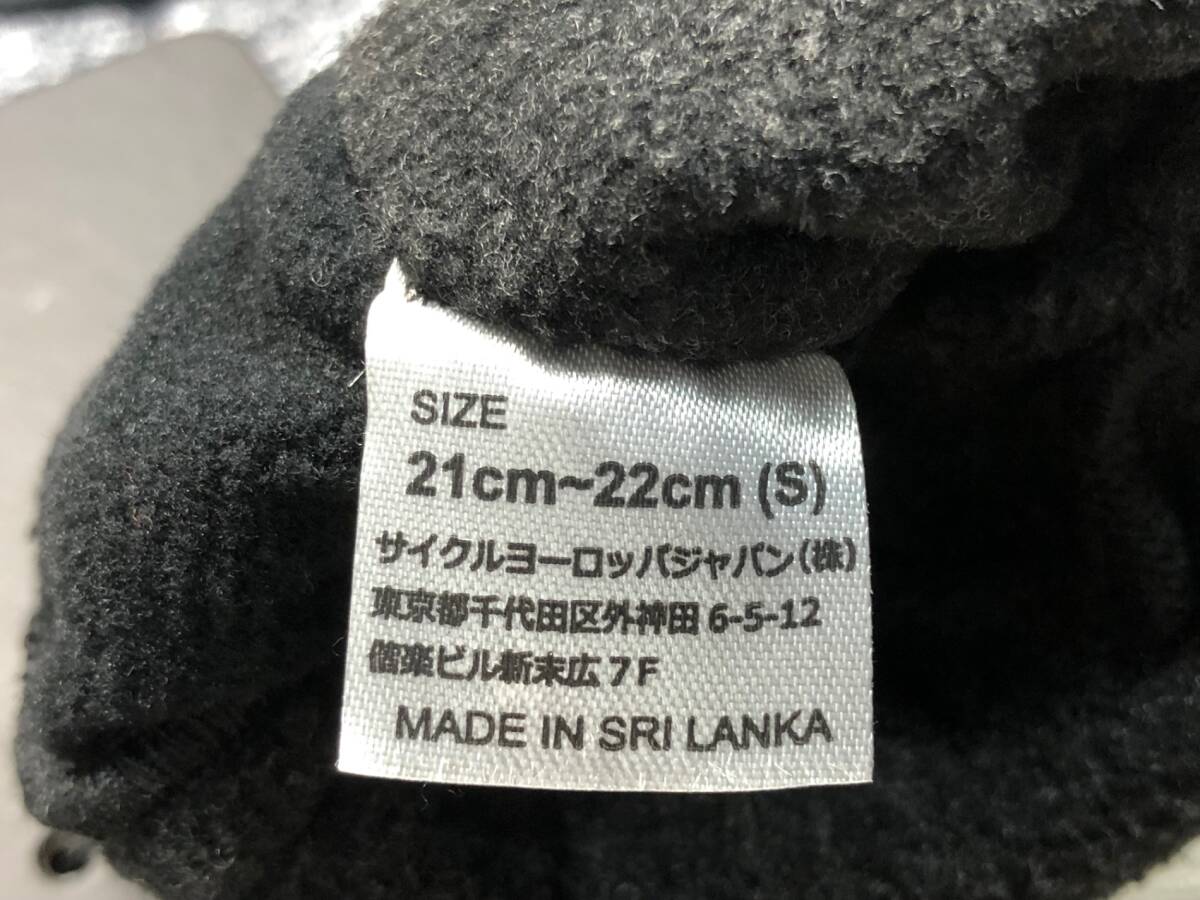 SIZE
21cm~22cm (S)
サイクルヨーロッパジャパン(株)
東京都千代田区外神田 6-5-12
偕楽ビル新末広 7F
MADE IN SRI LANKA